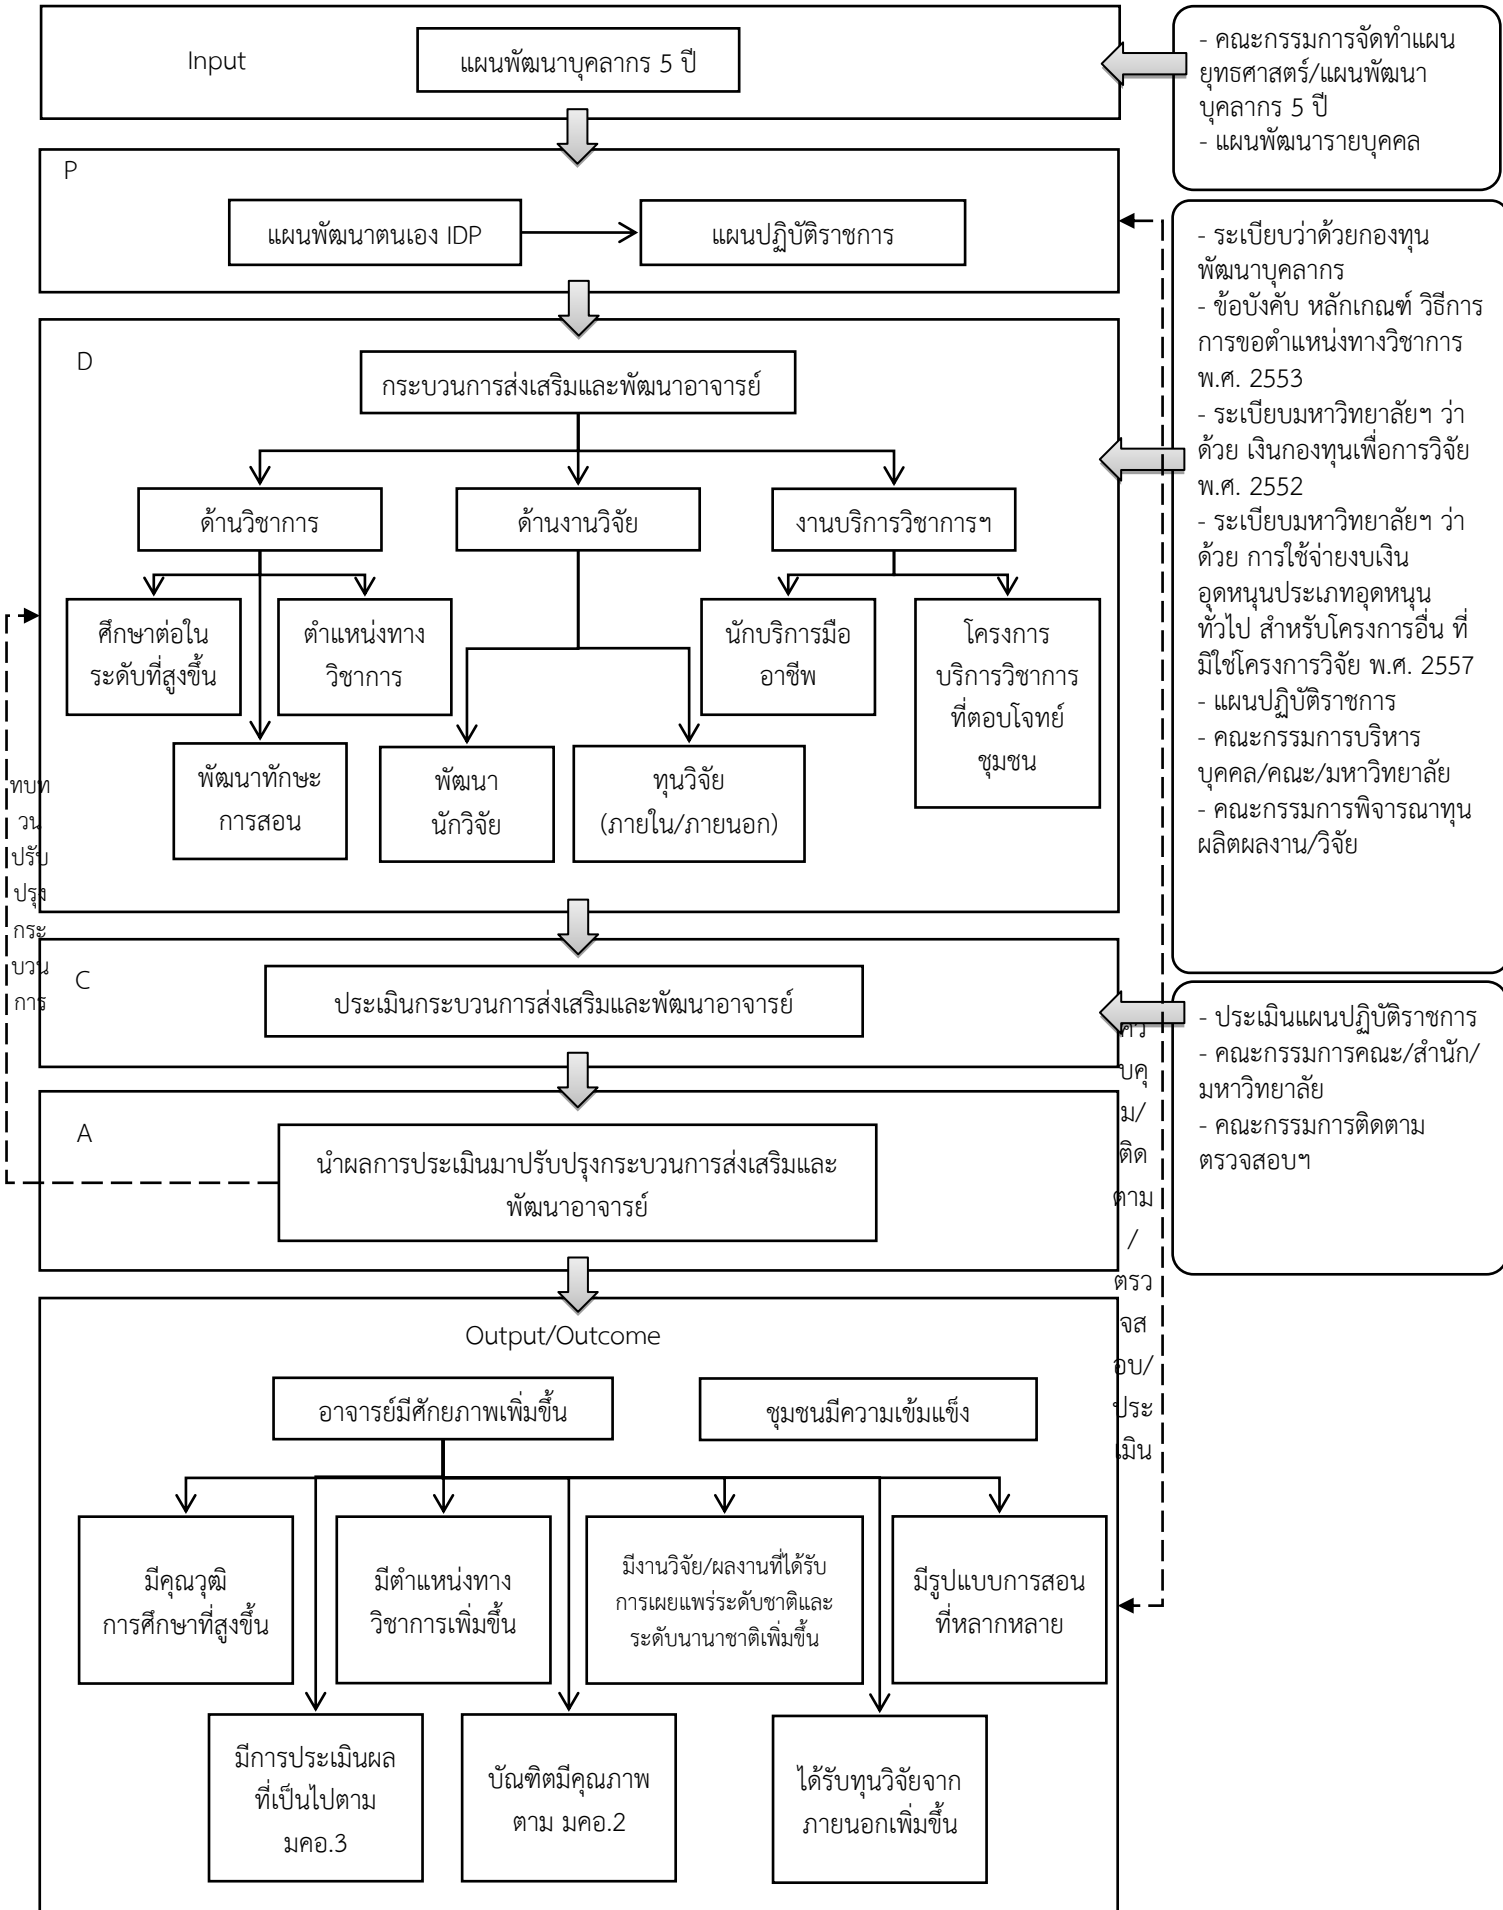 Input
แผนพัฒนาบุคลากร 5 ปี
- คณะกรรมการจัดทำแผน
ยุทธศาสตร์/แผนพัฒนา
บุคลากร 5 ปี
- แผนพัฒนารายบุคคล
P
แผนพัฒนาตนเอง IDP
แผนปฏิบัติราชการ
- ระเบียบว่าด้วยกองทุน
พัฒนาบุคลากร
- ข้อบังคับ หลักเกณฑ์ วิธีการ
การขอตำแหน่งทางวิชาการ
พ.ศ. 2553
- ระเบียบมหาวิทยาลัยฯ ว่า
ด้วย เงินกองทุนเพื่อการวิจัย
พ.ศ. 2552
- ระเบียบมหาวิทยาลัยฯ ว่า
ด้วย การใช้จ่ายงบเงิน
อุดหนุนประเภทอุดหนุน
ทั่วไป สำหรับโครงการอื่น ที่
มิใช่โครงการวิจัย พ.ศ. 2557
- แผนปฏิบัติราชการ
- คณะกรรมการบริหาร
บุคคล/คณะ/มหาวิทยาลัย
- คณะกรรมการพิจารณาทุน
ผลิตผลงาน/วิจัย
D
กระบวนการส่งเสริมและพัฒนาอาจารย์
ด้านวิชาการ
ด้านงานวิจัย
งานบริการวิชาการฯ
ศึกษาต่อใน
ระดับที่สูงขึ้น
ตำแหน่งทาง
วิชาการ
นักบริการมือ
อาชีพ
โครงการ
บริการวิชาการ
ที่ตอบโจทย์
ชุมชน
พัฒนาทักษะ
การสอน
พัฒนา
นักวิจัย
ทุนวิจัย
(ภายใน/ภายนอก)
ทบท
วน
ปรับ
ปรุง
กระ
บวน
การ
C
ประเมินกระบวนการส่งเสริมและพัฒนาอาจารย์
- ประเมินแผนปฏิบัติราชการ
- คณะกรรมการคณะ/สำนัก/
มหาวิทยาลัย
- คณะกรรมการติดตาม
ตรวจสอบฯ
A
นำผลการประเมินมาปรับปรุงกระบวนการส่งเสริมและ
พัฒนาอาจารย์
คว
บคุ
ม/
ติด
ตาม
/
ตรว
จส
อบ/
ประ
เมิน
Output/Outcome
อาจารย์มีศักยภาพเพิ่มขึ้น
ชุมชนมีความเข้มแข็ง
มีคุณวุฒิ
การศึกษาที่สูงขึ้น
มีตำแหน่งทาง
วิชาการเพิ่มขึ้น
มีงานวิจัย/ผลงานที่ได้รับ
การเผยแพร่ระดับชาติและ
ระดับนานาชาติเพิ่มขึ้น
มีรูปแบบการสอน
ที่หลากหลาย
มีการประเมินผล
ที่เป็นไปตาม
มคอ.3
บัณฑิตมีคุณภาพ
ตาม มคอ.2
ได้รับทุนวิจัยจาก
ภายนอกเพิ่มขึ้น